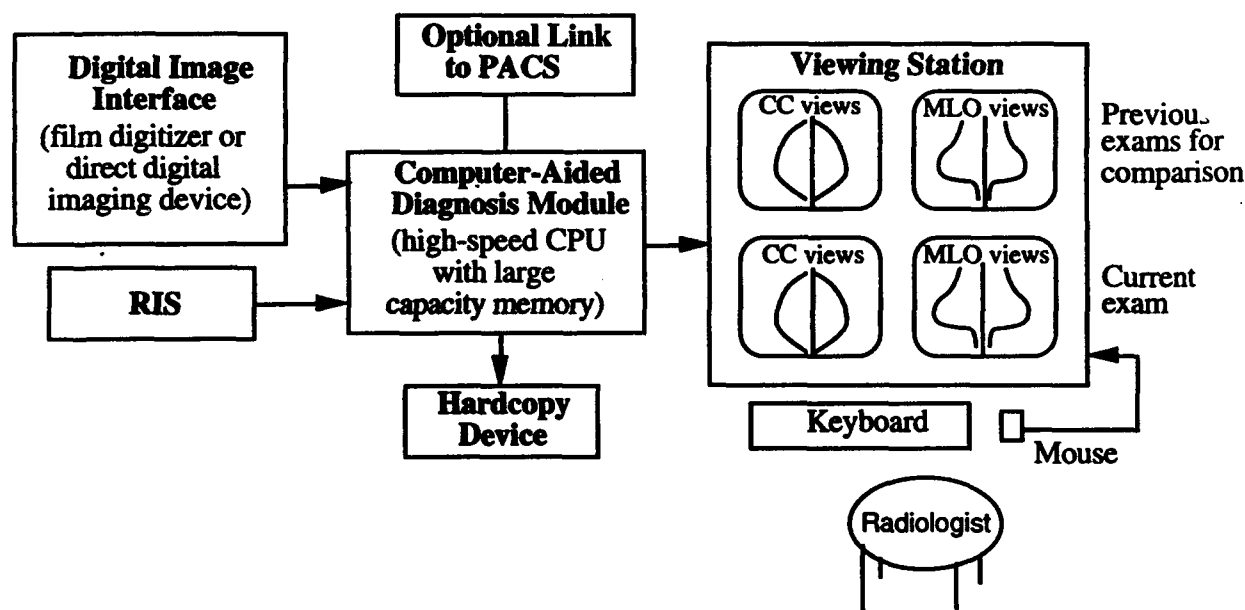 Digital Image
Interface
(film digitizer or
direct digital
imaging device)
RIS
Optional Link
to PACS
Computer-Aided
Diagnosis Module
(high-speed CPU
with large
capacity memory)
Hardcopy
Device
Viewing Station
CC views
MLO views
exams for
comparison
CC views
MLO views
Current
exam
Keyboard
Mouse
Radiologist